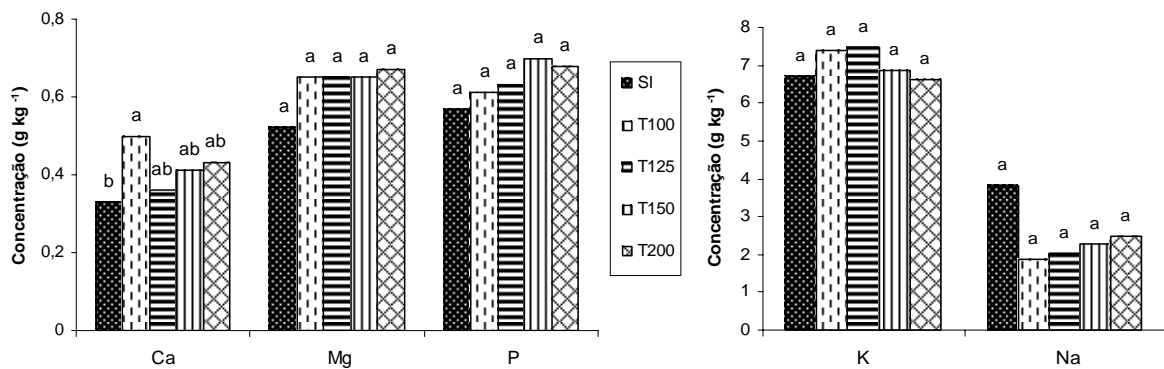 Concentração (g kg⁻¹)
0,8
0,6
0,4
0,2
0
b a ab ab ab
a a a a a
a a a a a
Ca Mg P
SI
T100
T125
T150
T200
Concentração (g kg⁻¹)
8
7
6
5
4
3
2
1
0
a a a a a
a a a a a
K Na